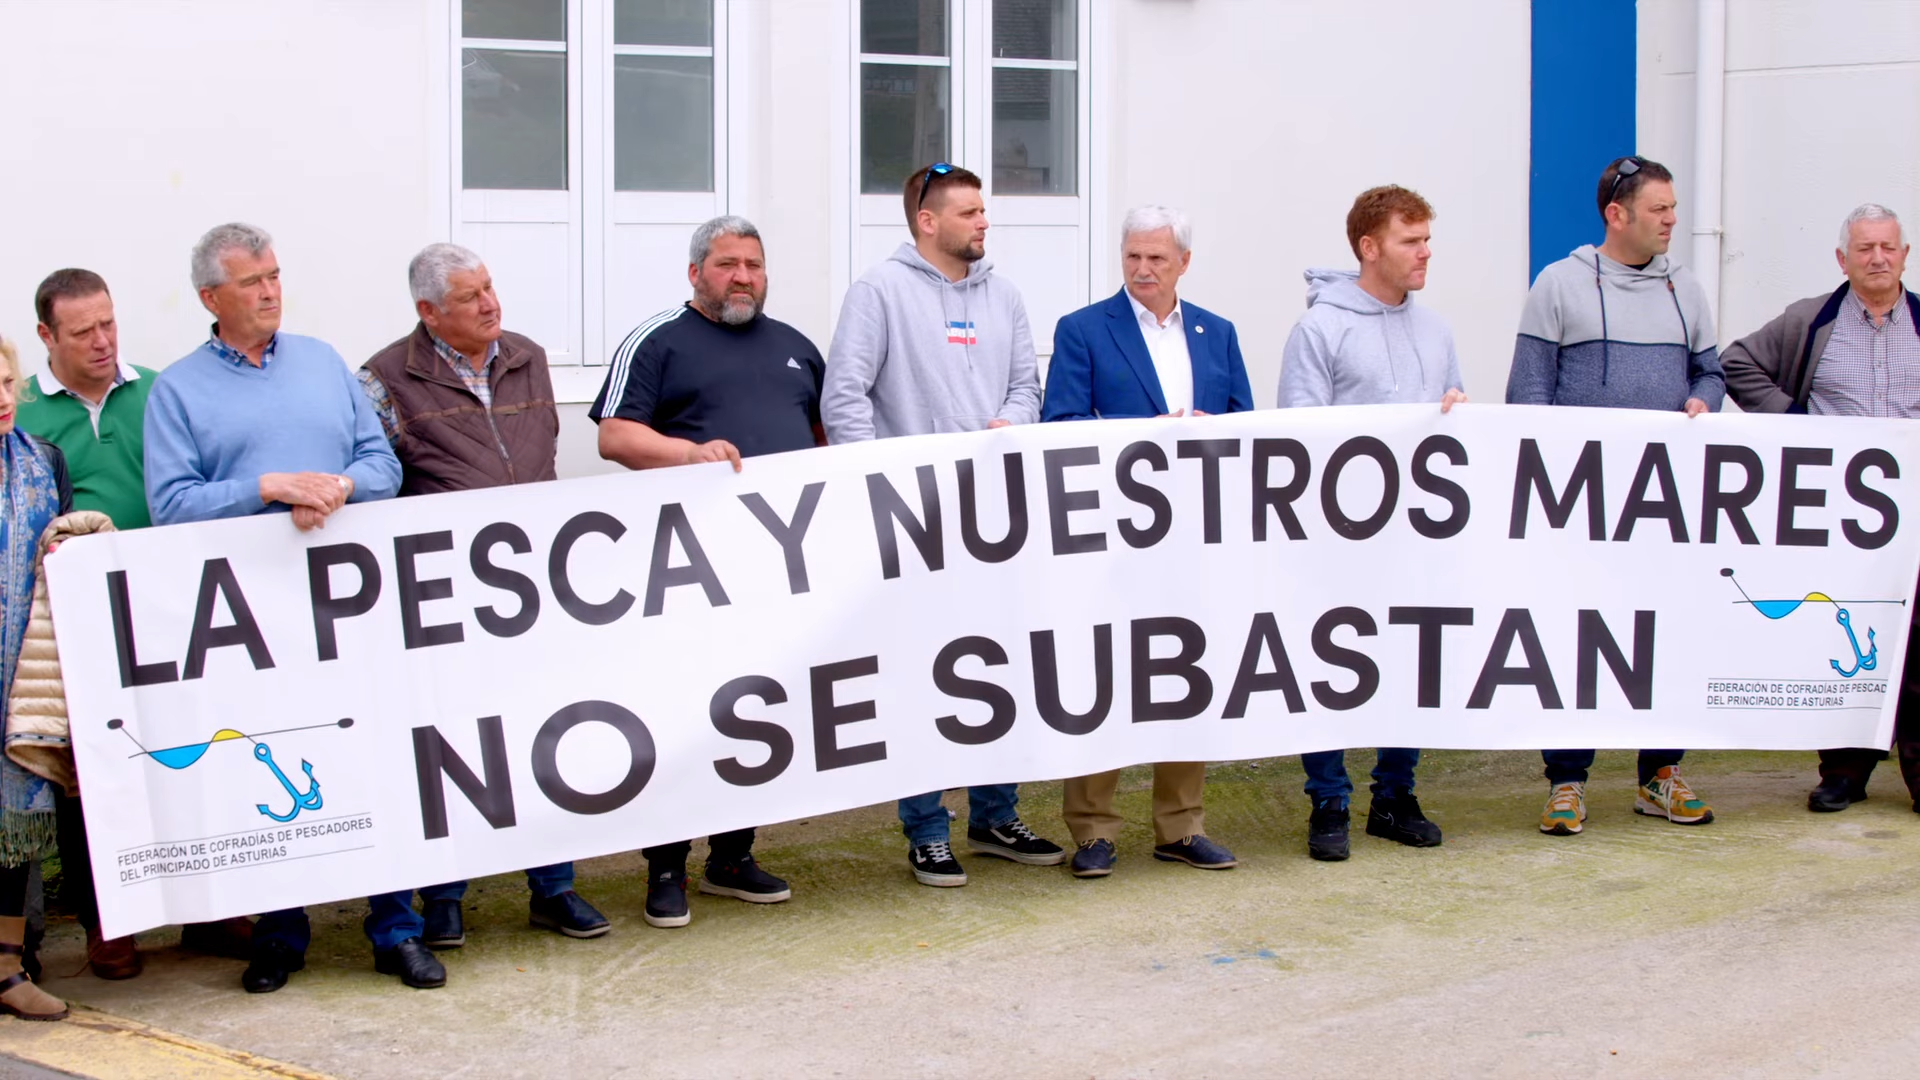 LA PESCA Y NUESTROS MARES
NO SE SUBASTAN
FEDERACIÓN DE COFRADÍAS DE PESCADORES
DEL PRINCIPADO DE ASTURIAS
FEDERACIÓN DE COFRADÍAS DE PESCAD
DEL PRINCIPADO DE ASTURIAS